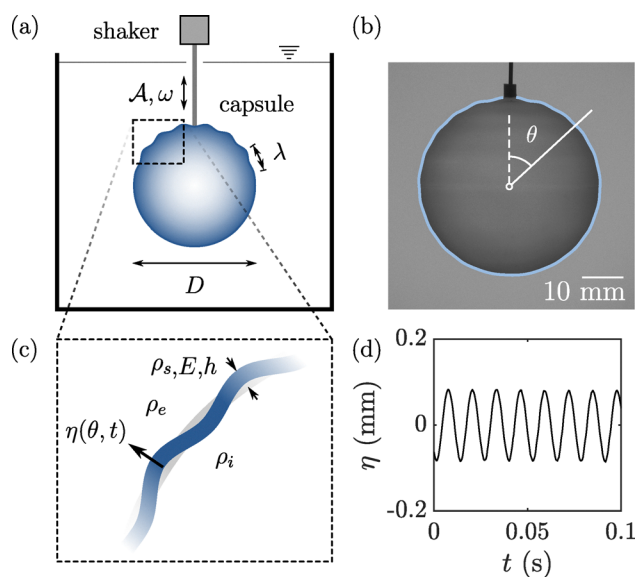 (a)
shaker
𝒜, ω
capsule
λ
D
(b)
θ
10 mm
(c)
ρₛ,E,h
ρₑ
η(θ, t)
ρᵢ
(d)
0.2
0
-0.2
η (mm)
0
0.05
0.1
t (s)